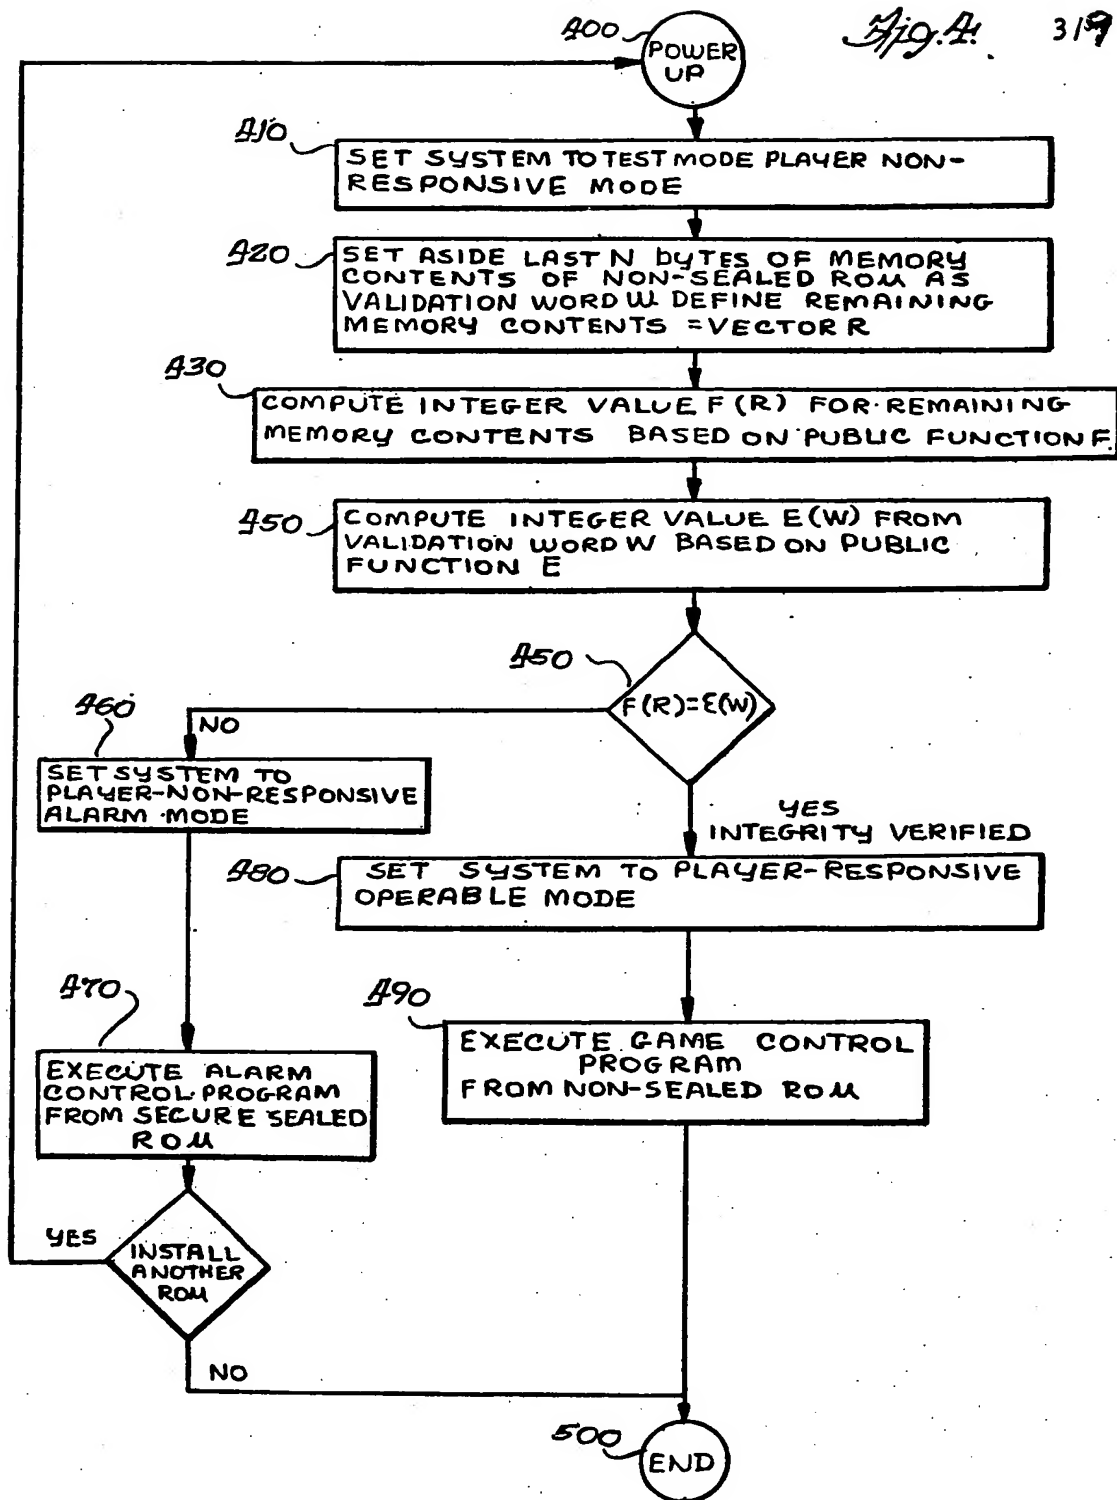 Fig. 4. 3/9
400
POWER
UP
410
SET SYSTEM TO TEST MODE PLAYER NON-
RESPONSIVE MODE
420
SET ASIDE LAST N bYTES OF MEMORY
CONTENTS OF NON-SEALED ROM AS
VALIDATION WORD W. DEFINE REMAINING
MEMORY CONTENTS = VECTOR R
430
COMPUTE INTEGER VALUE F(R) FOR REMAINING
MEMORY CONTENTS BASED ON PUBLIC FUNCTION F.
450
COMPUTE INTEGER VALUE E(W) FROM
VALIDATION WORD W BASED ON PUBLIC
FUNCTION E
450
F(R)=E(W)
NO
460
SET SYSTEM TO
PLAYER-NON-RESPONSIVE
ALARM MODE
YES
INTEGRITY VERIFIED
480
SET SYSTEM TO PLAYER-RESPONSIVE
OPERABLE MODE
470
EXECUTE ALARM
CONTROL PROGRAM
FROM SECURE SEALED
ROM
490
EXECUTE GAME CONTROL
PROGRAM
FROM NON-SEALED ROM
YES
INSTALL
ANOTHER
ROM
NO
500
END